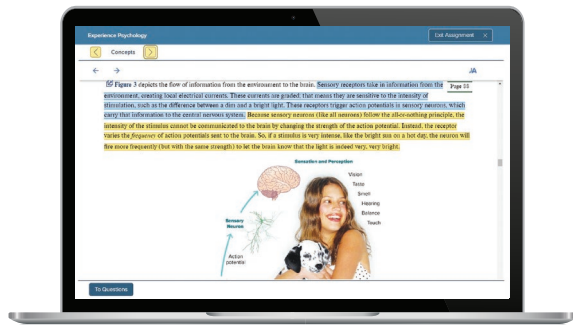 Experience Psychology
Exit Assignment ×
Concepts
Figure 3 depicts the flow of information from the environment to the brain. Sensory receptors take in information from the
environment, creating local electrical currents. These currents are graded; that means they are sensitive to the intensity of
stimulation, such as the difference between a dim and a bright light. These receptors trigger action potentials in sensory neurons, which
carry that information to the central nervous system. Because sensory neurons (like all neurons) follow the all-or-nothing principle, the
intensity of the stimulus cannot be communicated to the brain by changing the strength of the action potential. Instead, the receptor
varies the frequency of action potentials sent to the brain. So, if a stimulus is very intense, like the bright sun on a hot day, the neuron will
fire more frequently (but with the same strength) to let the brain know that the light is indeed very, very bright.
Page
Sensation and Perception
Vision
Taste
Smell
Hearing
Balance
Touch
Sensory
Neuron
Action
potential
To Questions